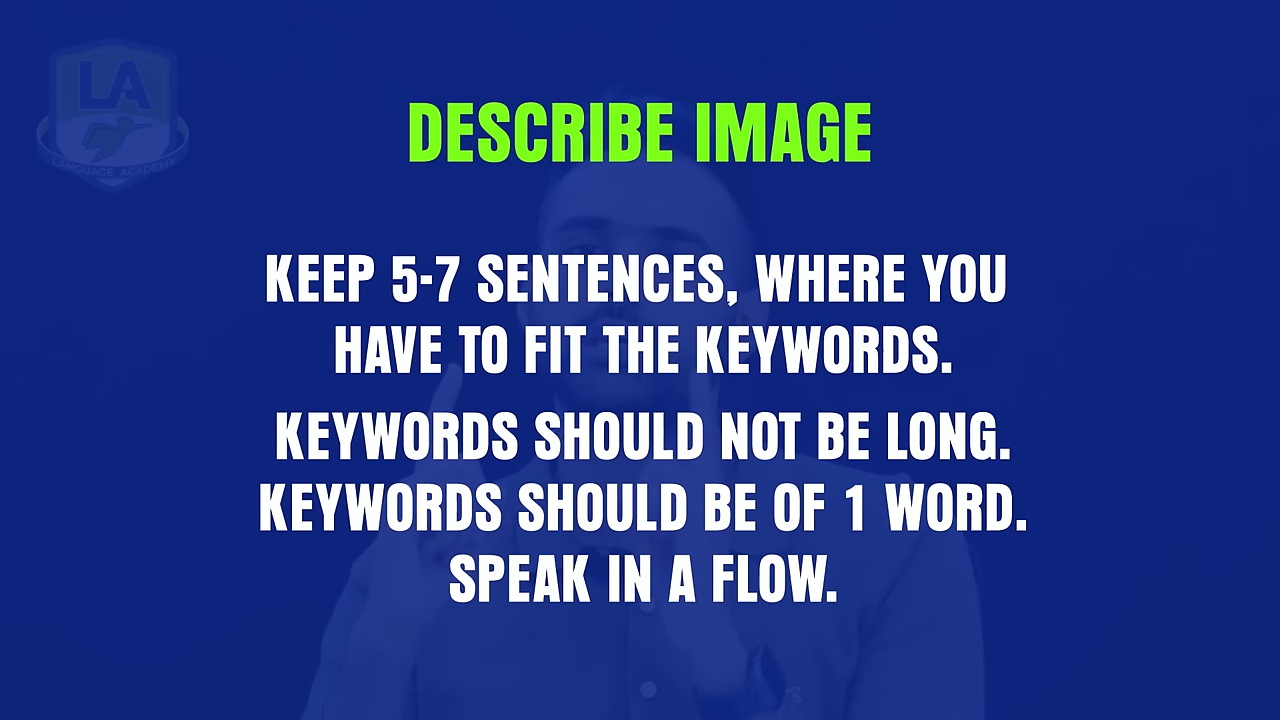 LA
LANGUAGE ACADEMY
DESCRIBE IMAGE
KEEP 5-7 SENTENCES, WHERE YOU
HAVE TO FIT THE KEYWORDS.
KEYWORDS SHOULD NOT BE LONG.
KEYWORDS SHOULD BE OF 1 WORD.
SPEAK IN A FLOW.